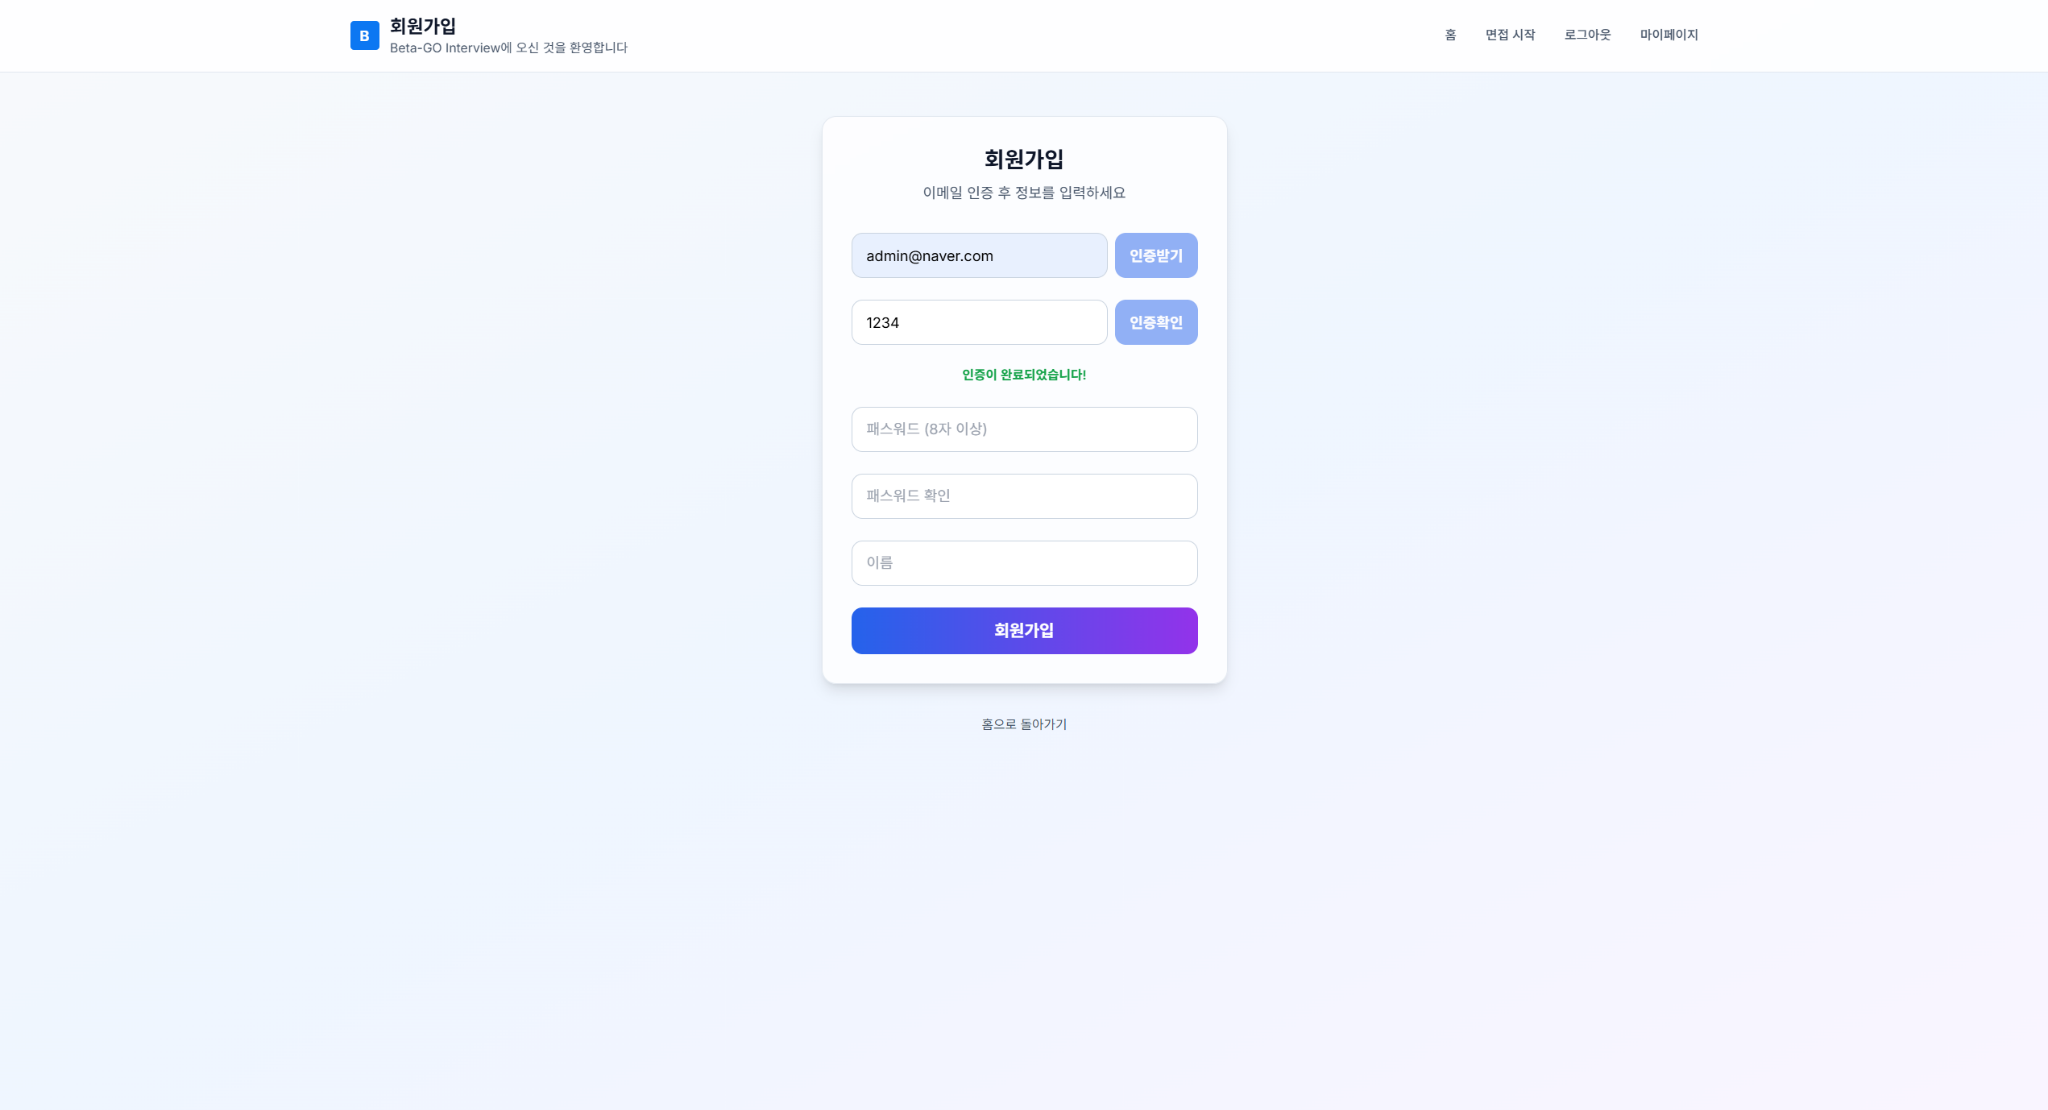 B
회원가입
Beta-GO Interview에 오신 것을 환영합니다
홈
면접 시작
로그아웃
마이페이지
회원가입
이메일 인증 후 정보를 입력하세요
admin@naver.com
인증받기
1234
인증확인
인증이 완료되었습니다!
패스워드 (8자 이상)
패스워드 확인
이름
회원가입
홈으로 돌아가기